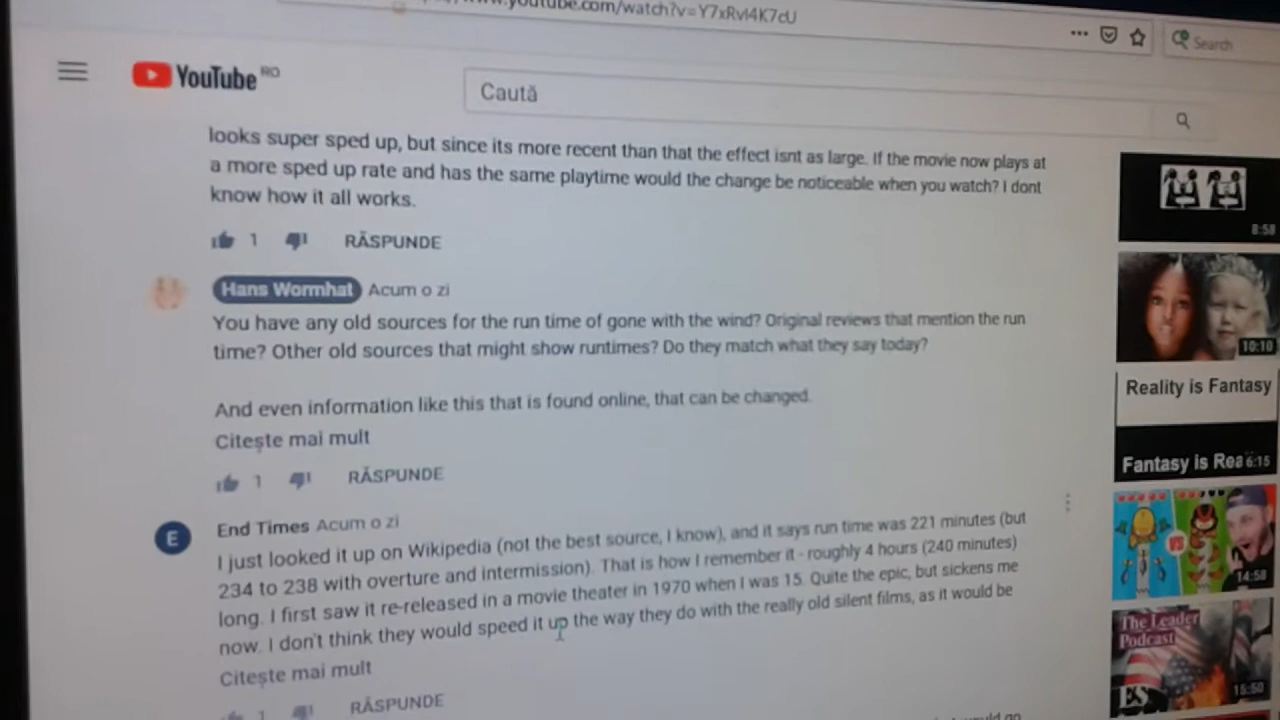 www.youtube.com/watch?v=Y7xRvl4K7cU
Search
YouTube RO
Caută
looks super sped up, but since its more recent than that the effect isnt as large. If the movie now plays at
a more sped up rate and has the same playtime would the change be noticeable when you watch? I dont
know how it all works.
1 RĂSPUNDE
8:58
Hans Wormhat Acum o zi
You have any old sources for the run time of gone with the wind? Original reviews that mention the run
time? Other old sources that might show runtimes? Do they match what they say today?
10:10
And even information like this that is found online, that can be changed.
Citește mai mult
1 RĂSPUNDE
Reality is Fantasy
Fantasy is Rea 6:15
E
End Times Acum o zi
I just looked it up on Wikipedia (not the best source, I know), and it says run time was 221 minutes (but
234 to 238 with overture and intermission). That is how I remember it - roughly 4 hours (240 minutes)
long. I first saw it re-released in a movie theater in 1970 when I was 15. Quite the epic, but sickens me
now. I don't think they would speed it up the way they do with the really old silent films, as it would be
Citește mai mult
1 RĂSPUNDE
VS
14:58
The Leader
Podcast
ES
15:50